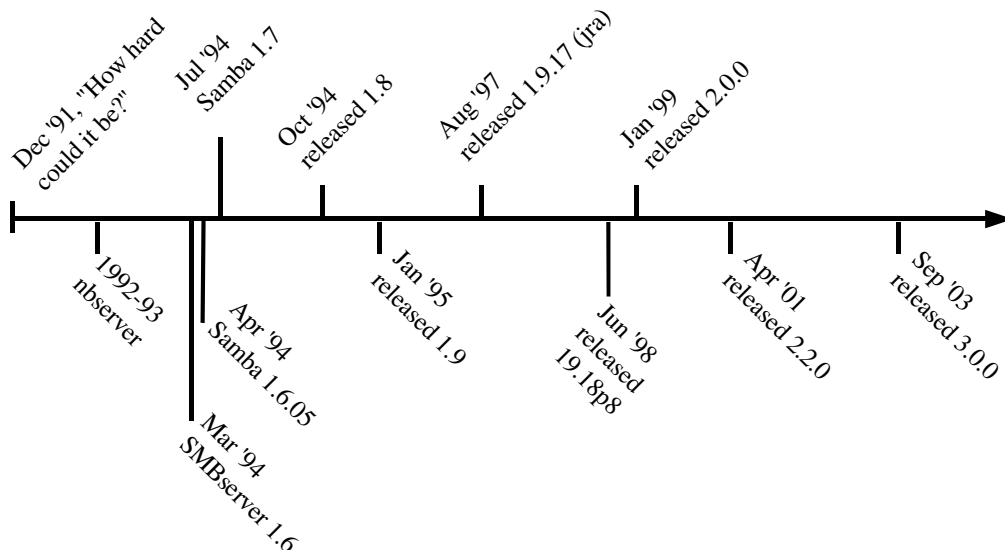 Dec '91, "How hard
could it be?"
1992-93
nbserver
Mar '94
SMBserver 1.6
Apr '94
Samba 1.6.05
Jul '94
Samba 1.7
Oct '94
released 1.8
Jan '95
released 1.9
Aug '97
released 1.9.17 (jra)
Jun '98
released
19.18p8
Jan '99
released 2.0.0
Apr '01
released 2.2.0
Sep '03
released 3.0.0